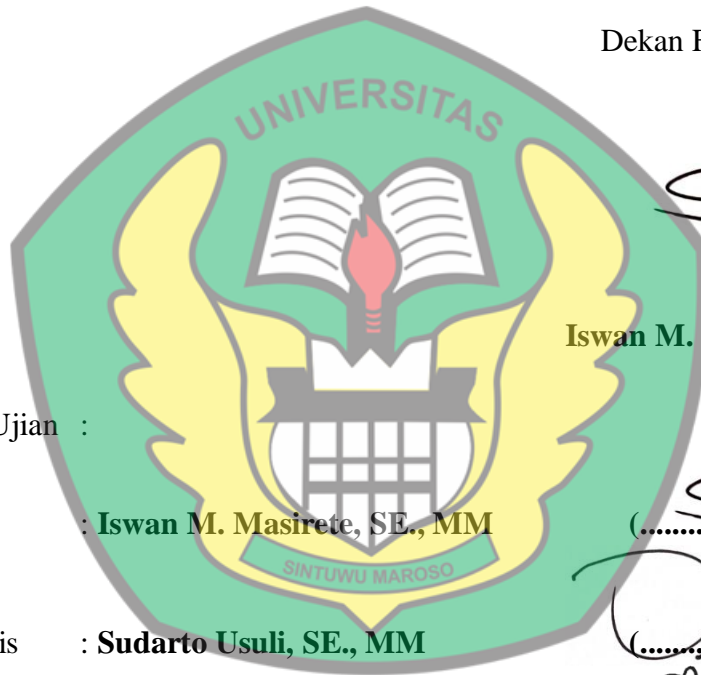 Dekan F
UNIVERSITAS
Iswan M.
Ujian :
: Iswan M. Masirete, SE., MM (.........
SINTUWU MAROSO
is : Sudarto Usuli, SE., MM (.........